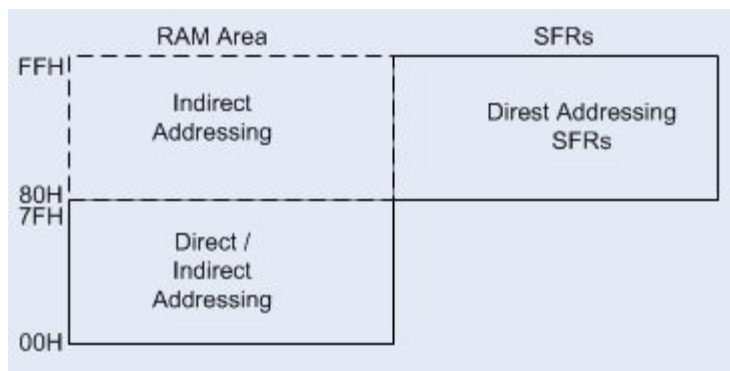 RAM Area
SFRs
FFH
Indirect
Addressing
Direst Addressing
SFRs
80H
7FH
Direct /
Indirect
Addressing
00H